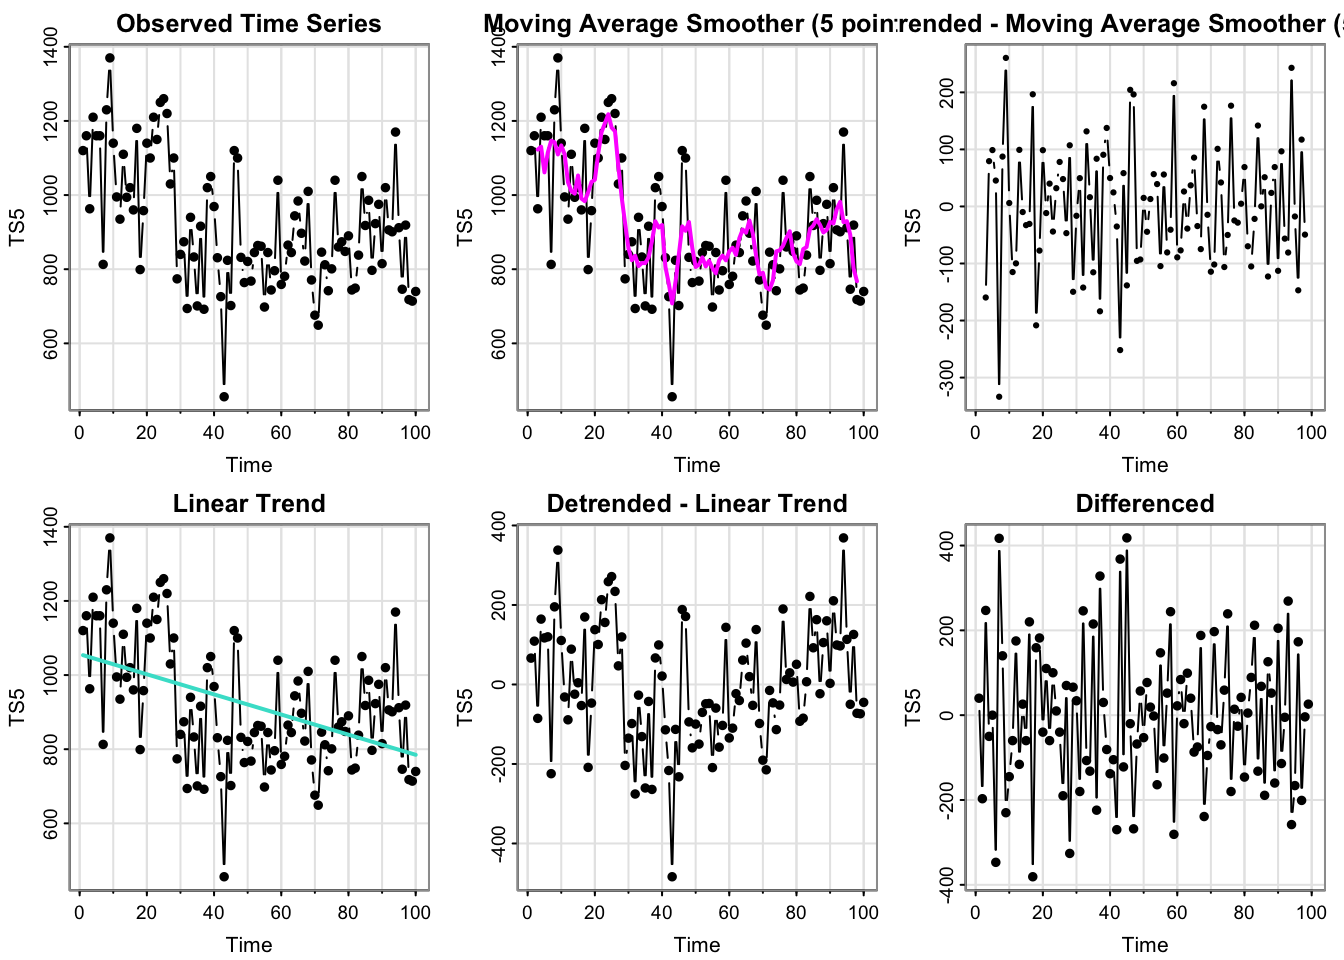 Observed Time Series
TS5
1400
1200
1000
800
600
0 20 40 60 80 100
Time
Moving Average Smoother (5 poin
TS5
1400
1200
1000
800
600
0 20 40 60 80 100
Time
rended - Moving Average Smoother (
TS5
200
100
0
-100
-200
-300
0 20 40 60 80 100
Time
Linear Trend
TS5
1400
1200
1000
800
600
0 20 40 60 80 100
Time
Detrended - Linear Trend
TS5
400
200
0
-200
-400
0 20 40 60 80 100
Time
Differenced
TS5
400
200
0
-200
-400
0 20 40 60 80 100
Time